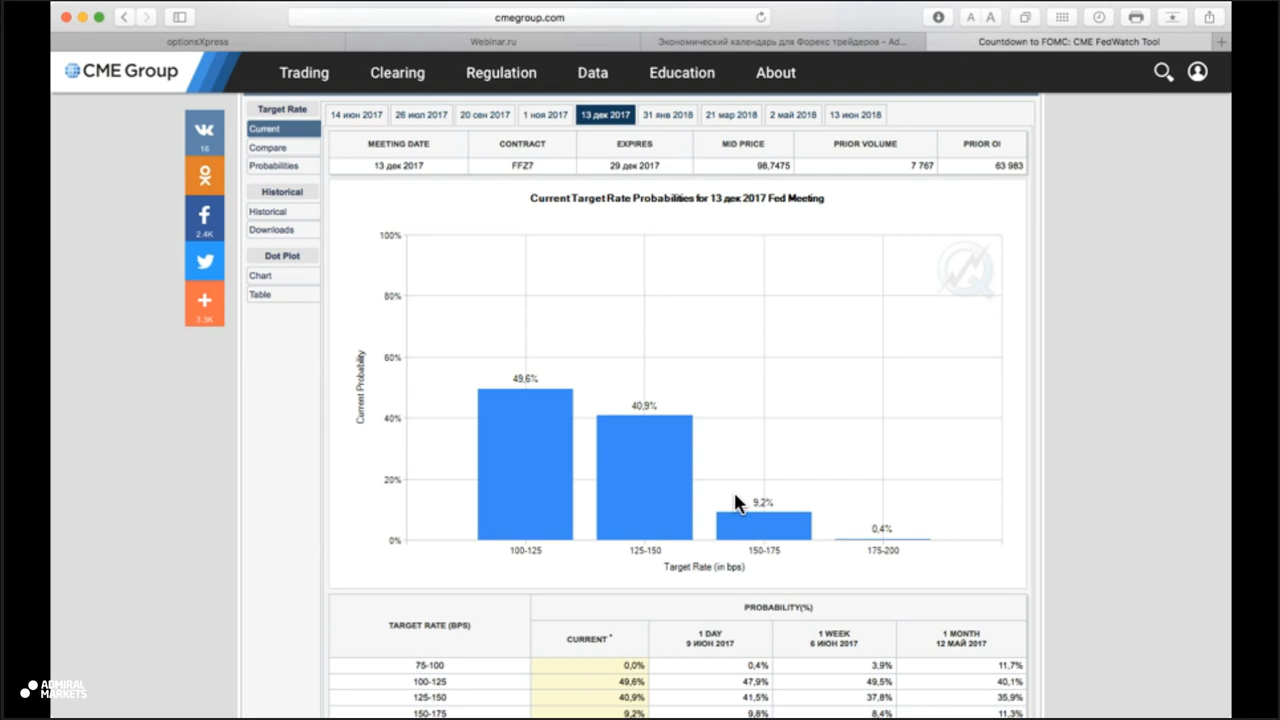 cmegroup.com
A A
optionsXpress
Webinar.ru
Экономический календарь для Форекс трейдеров - Ad...
Countdown to FOMC: CME FedWatch Tool
CME Group
Trading Clearing Regulation Data Education About
16
2.4K
3.3K
Target Rate
Current
Compare
Probabilities
Historical
Historical
Downloads
Dot Plot
Chart
Table
14 июн 2017 26 июл 2017 20 сен 2017 1 ноя 2017 13 дек 2017 31 янв 2018 21 мар 2018 2 май 2018 13 июн 2018
MEETING DATE CONTRACT EXPIRES MID PRICE PRIOR VOLUME PRIOR OI
13 дек 2017 FFZ7 29 дек 2017 98,7475 7 767 63 983
Current Target Rate Probabilities for 13 дек 2017 Fed Meeting
Current Probability
100%
80%
60%
40%
20%
0%
49,6%
40,9%
9,2%
0,4%
100-125 125-150 150-175 175-200
Target Rate (in bps)
TARGET RATE (BPS)
PROBABILITY(%)
CURRENT *
1 DAY
9 ИЮН 2017
1 WEEK
6 ИЮН 2017
1 MONTH
12 МАЙ 2017
75-100 0,0% 0,4% 3,9% 11,7%
100-125 49,6% 47,9% 49,5% 40,1%
125-150 40,9% 41,5% 37,8% 35,9%
150-175 9,2% 9,8% 8,4% 11,3%
ADMIRAL
MARKETS